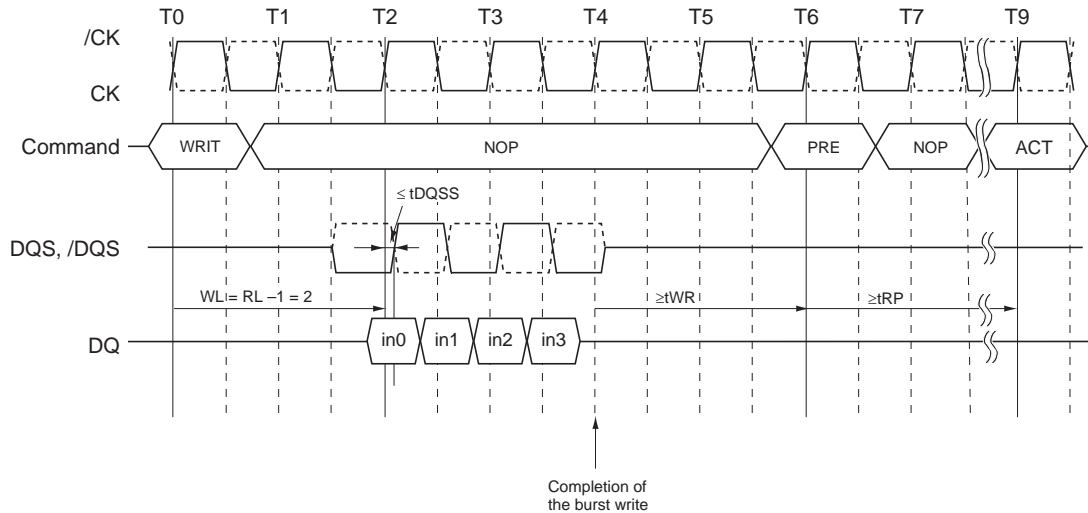 T0 T1 T2 T3 T4 T5 T6 T7 T9
/CK
CK
Command WRIT NOP PRE NOP ACT
≤ tDQSS
DQS, /DQS
WL = RL –1 = 2 ≥tWR ≥tRP
DQ in0 in1 in2 in3
Completion of
the burst write